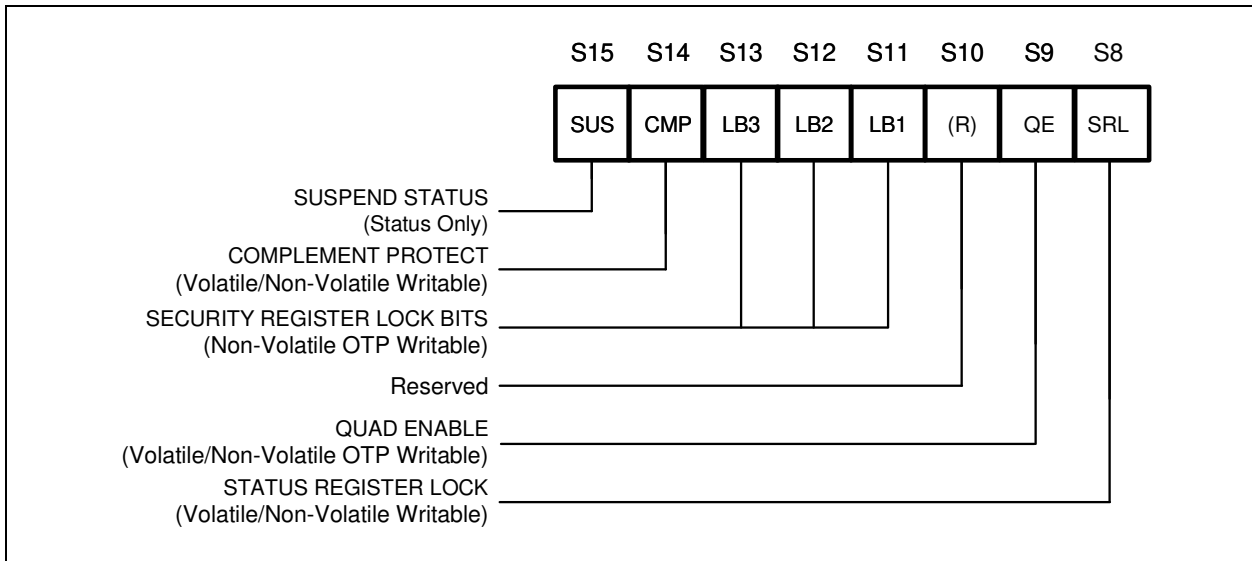 S15 S14 S13 S12 S11 S10 S9 S8
SUS CMP LB3 LB2 LB1 (R) QE SRL
SUSPEND STATUS
(Status Only)
COMPLEMENT PROTECT
(Volatile/Non-Volatile Writable)
SECURITY REGISTER LOCK BITS
(Non-Volatile OTP Writable)
Reserved
QUAD ENABLE
(Volatile/Non-Volatile OTP Writable)
STATUS REGISTER LOCK
(Volatile/Non-Volatile Writable)